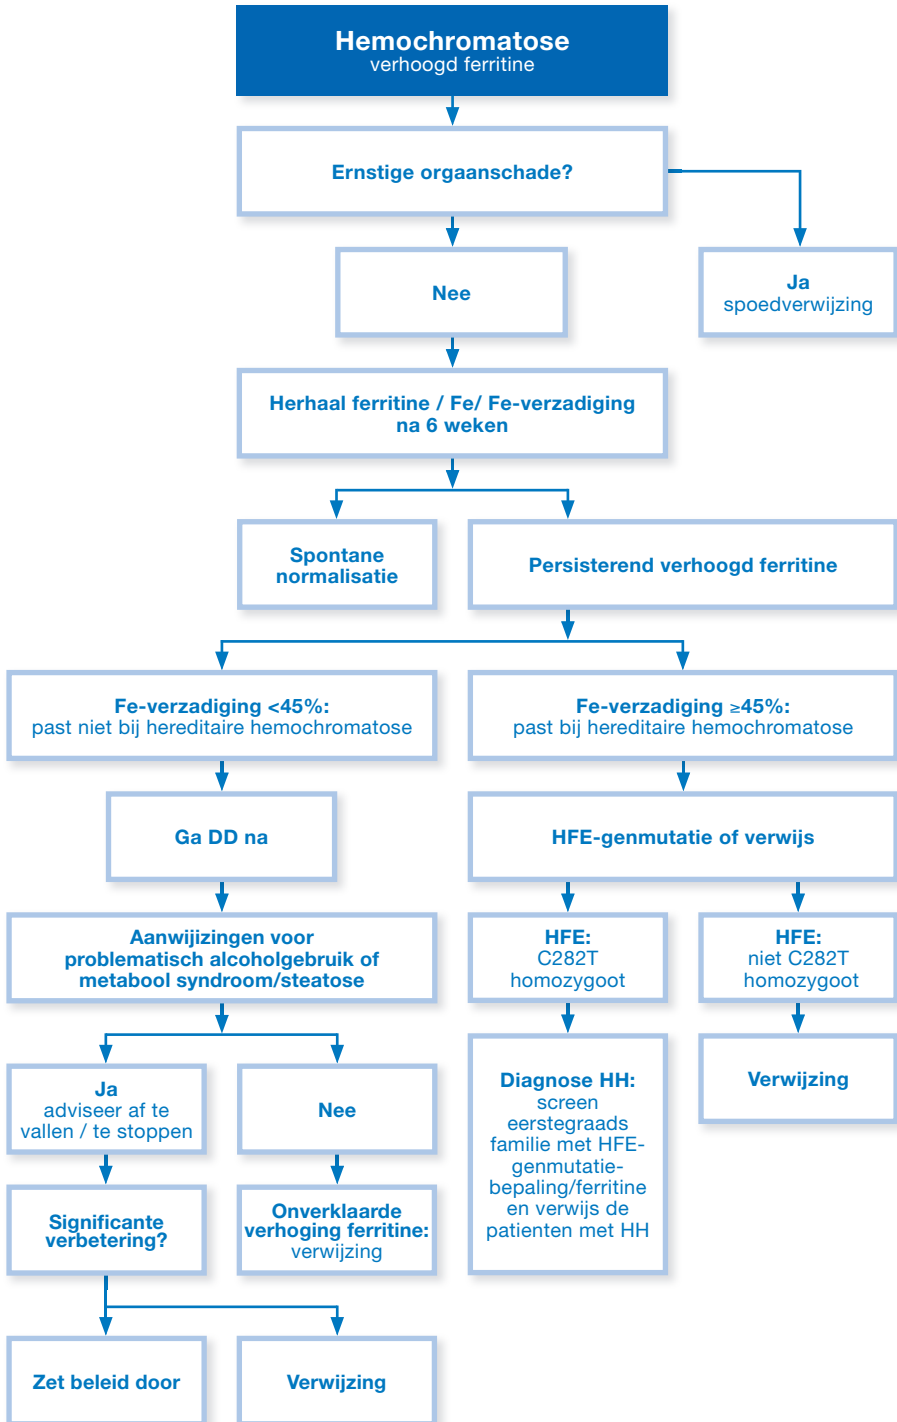 Hemochromatose
verhoogd ferritine
Ernstige orgaanschade?
Nee
Ja
spoedverwijzing
Herhaal ferritine / Fe/ Fe-verzadiging
na 6 weken
Spontane
normalisatie
Persisterend verhoogd ferritine
Fe-verzadiging <45%:
past niet bij hereditaire hemochromatose
Fe-verzadiging ≥45%:
past bij hereditaire hemochromatose
Ga DD na
HFE-genmutatie of verwijs
Aanwijizingen voor
problematisch alcoholgebruik of
metabool syndroom/steatose
HFE:
C282T
homozygoot
HFE:
niet C282T
homozygoot
Ja
adviseer af te
vallen / te stoppen
Nee
Diagnose HH:
screen
eerstegraads
familie met HFE-
genmutatie-
bepaling/ferritine
en verwijs de
patienten met HH
Verwijzing
Significante
verbetering?
Onverklaarde
verhoging ferritine:
verwijzing
Zet beleid door
Verwijzing